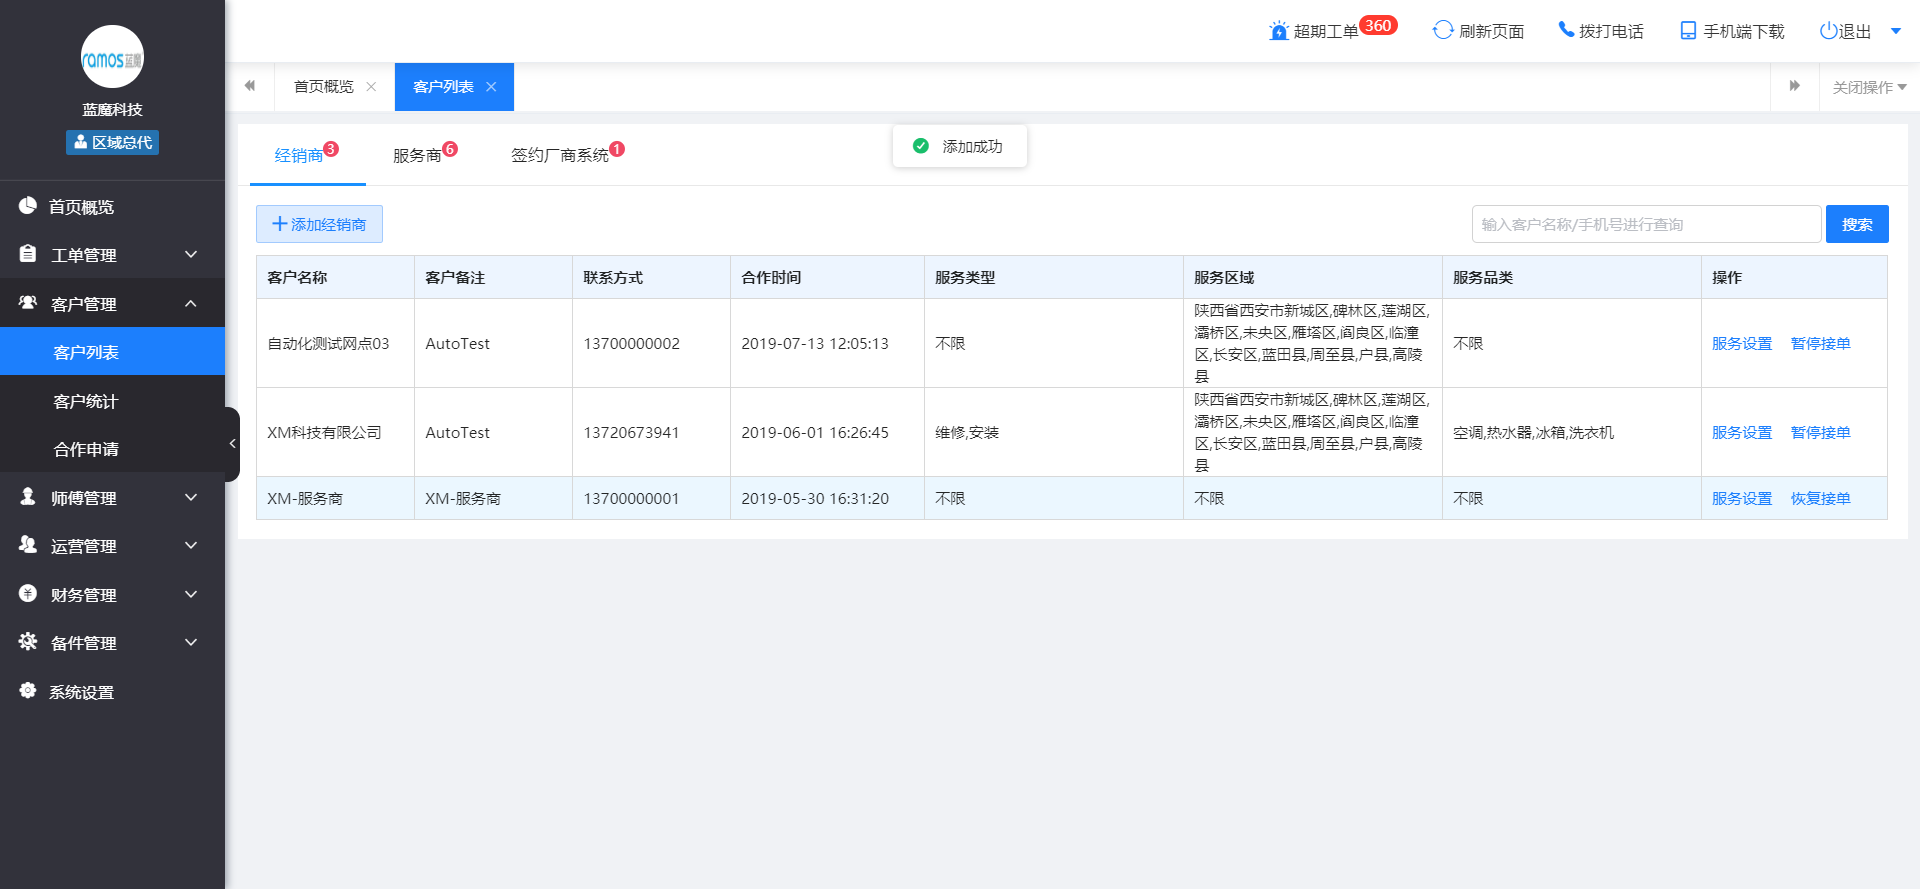 超期工单 360 刷新页面 拨打电话 手机端下载 退出
ramos蓝魔
蓝魔科技
区域总代
首页概览
工单管理
客户管理
客户列表
客户统计
合作申请
师傅管理
运营管理
财务管理
备件管理
系统设置
首页概览 客户列表 关闭操作
添加成功
经销商 3 服务商 6 签约厂商系统 1
添加经销商 输入客户名称/手机号进行查询 搜索
客户名称 客户备注 联系方式 合作时间 服务类型 服务区域 服务品类 操作
自动化测试网点03 AutoTest 13700000002 2019-07-13 12:05:13 不限
陕西省西安市新城区,碑林区,莲湖区,
灞桥区,未央区,雁塔区,阎良区,临潼
区,长安区,蓝田县,周至县,户县,高陵
县
不限 服务设置 暂停接单
XM科技有限公司 AutoTest 13720673941 2019-06-01 16:26:45 维修,安装
陕西省西安市新城区,碑林区,莲湖区,
灞桥区,未央区,雁塔区,阎良区,临潼
区,长安区,蓝田县,周至县,户县,高陵
县
空调,热水器,冰箱,洗衣机 服务设置 暂停接单
XM-服务商 XM-服务商 13700000001 2019-05-30 16:31:20 不限 不限 不限 服务设置 恢复接单